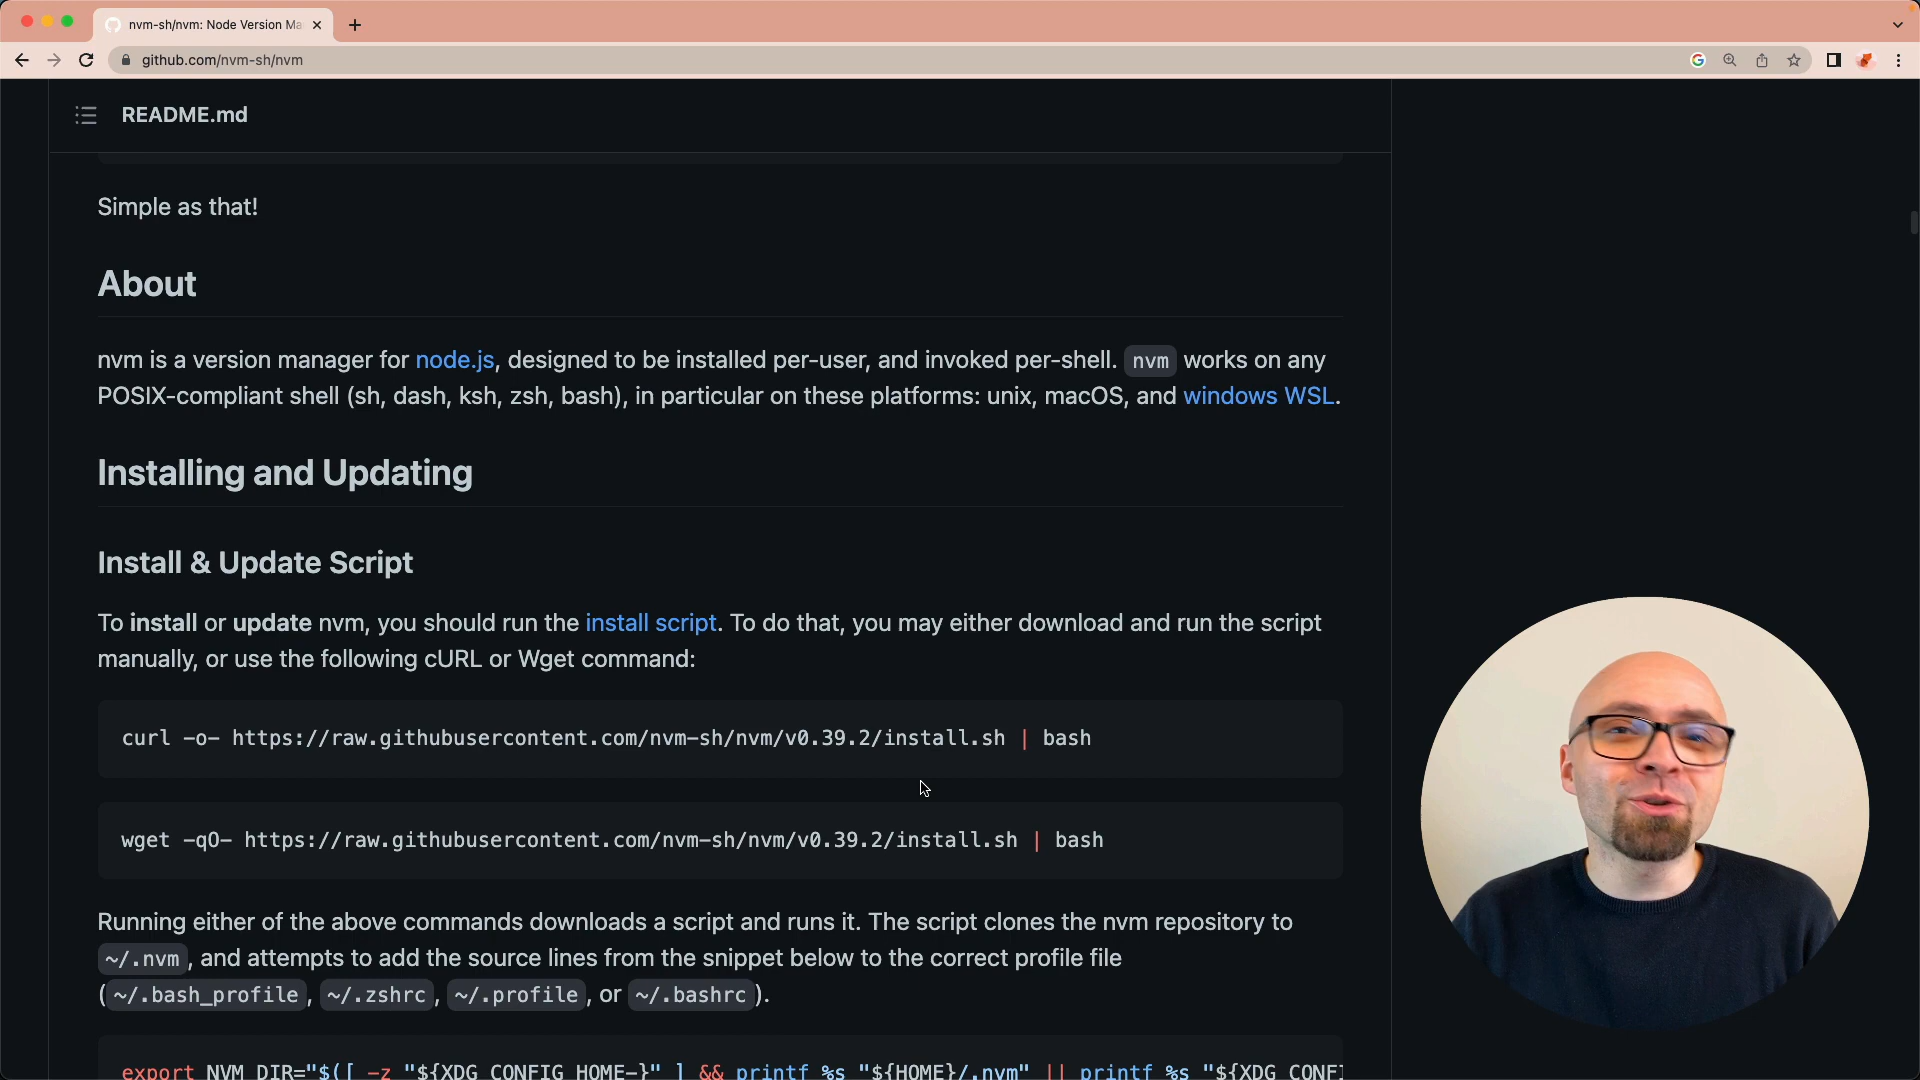 nvm-sh/nvm: Node Version Ma
github.com/nvm-sh/nvm
README.md
Simple as that!
About
nvm is a version manager for node.js, designed to be installed per-user, and invoked per-shell. nvm works on any
POSIX-compliant shell (sh, dash, ksh, zsh, bash), in particular on these platforms: unix, macOS, and windows WSL.
Installing and Updating
Install & Update Script
To install or update nvm, you should run the install script. To do that, you may either download and run the script
manually, or use the following cURL or Wget command:
curl -o- https://raw.githubusercontent.com/nvm-sh/nvm/v0.39.2/install.sh | bash
wget -qO- https://raw.githubusercontent.com/nvm-sh/nvm/v0.39.2/install.sh | bash
Running either of the above commands downloads a script and runs it. The script clones the nvm repository to
~/.nvm, and attempts to add the source lines from the snippet below to the correct profile file
(~/.bash_profile, ~/.zshrc, ~/.profile, or ~/.bashrc).
export NVM_DIR="$([ -z "${XDG_CONFIG_HOME-}" ] && printf %s "${HOME}/.nvm" || printf %s "${XDG_CONFI